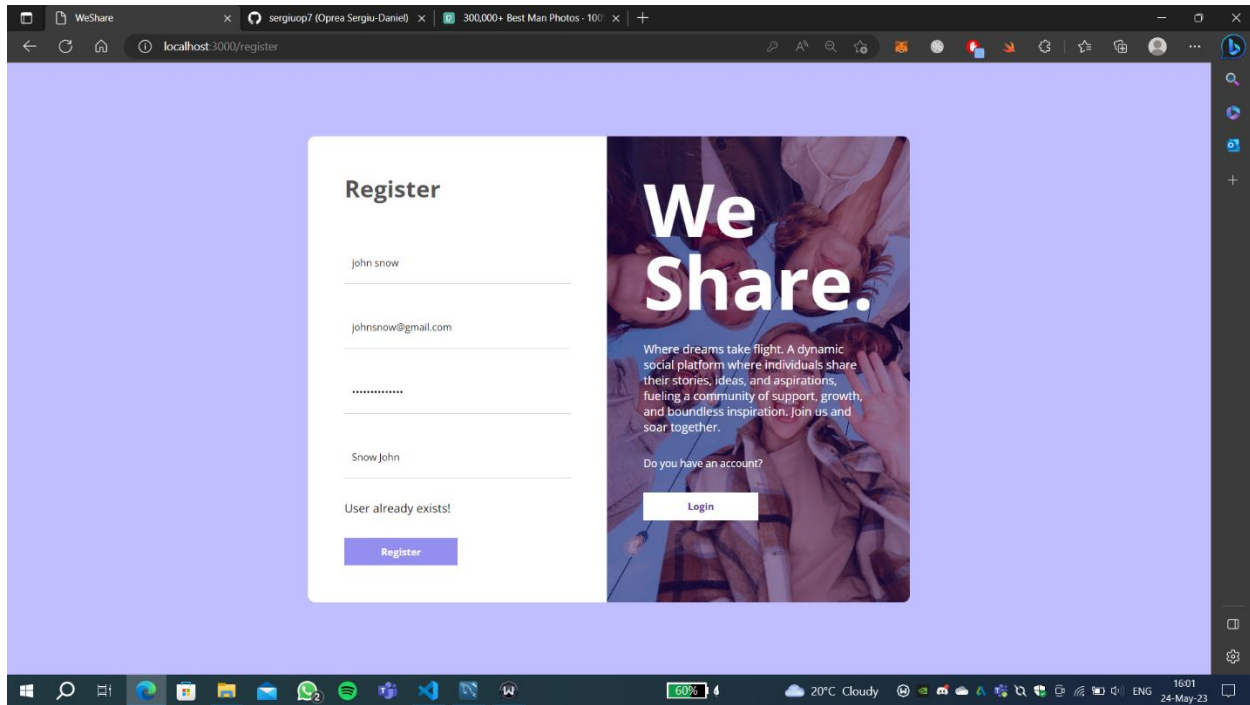 WeShare
sergiuop7 (Oprea Sergiu-Daniel)
300,000+ Best Man Photos · 100
localhost:3000/register
Register
john snow
johnsnow@gmail.com
••••••••••••••
Snow John
User already exists!
Register
We
Share.
Where dreams take flight. A dynamic
social platform where individuals share
their stories, ideas, and aspirations,
fueling a community of support, growth,
and boundless inspiration. Join us and
soar together.
Do you have an account?
Login
60%
20°C Cloudy
ENG
16:01
24-May-23